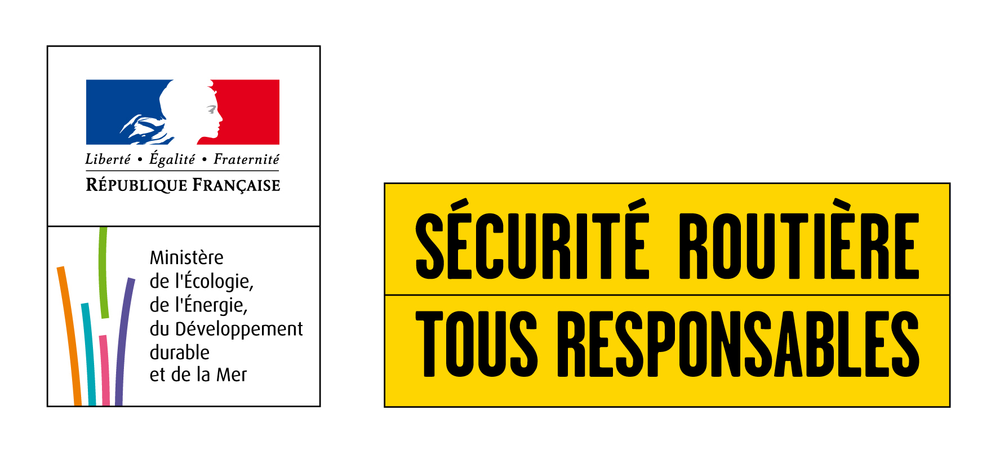 Liberté • Égalité • Fraternité
RÉPUBLIQUE FRANÇAISE
Ministère
de l'Écologie,
de l'Énergie,
du Développement
durable
et de la Mer
SÉCURITÉ ROUTIÈRE
TOUS RESPONSABLES